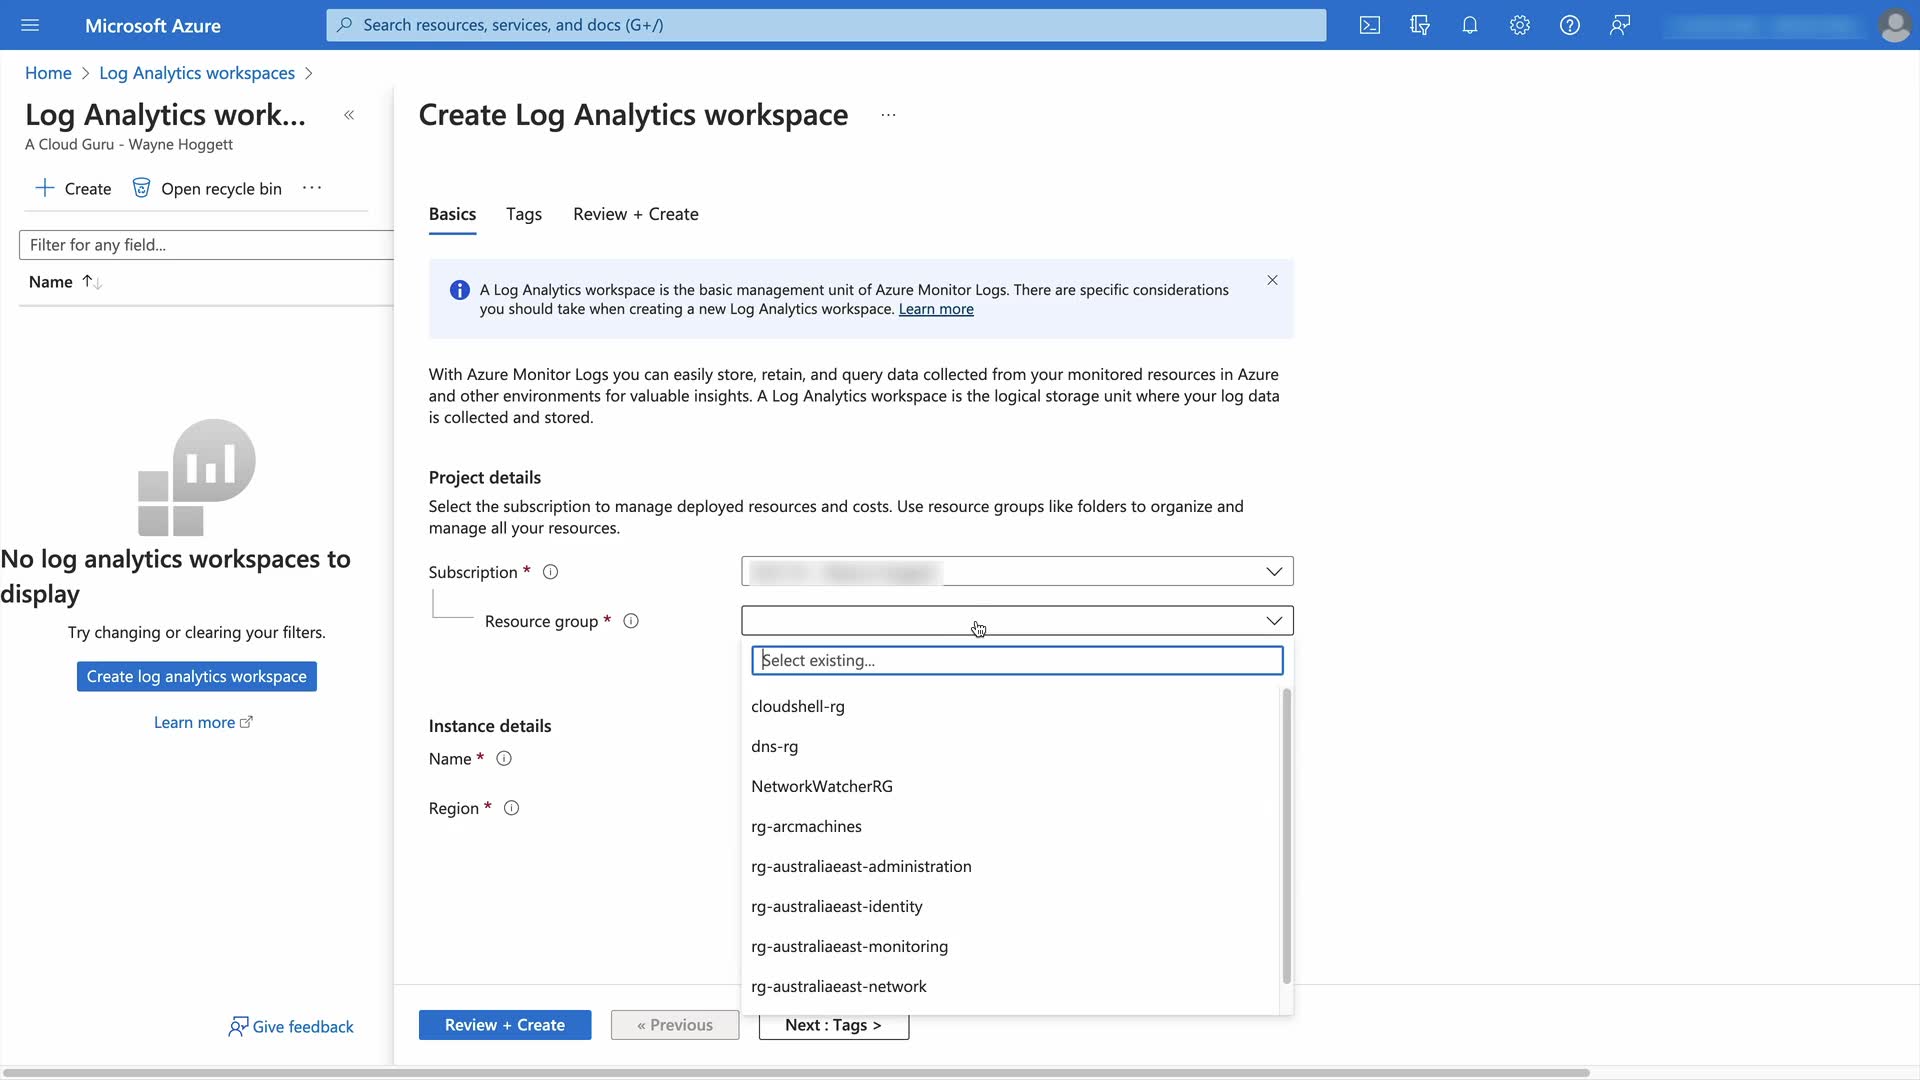 Microsoft Azure
Search resources, services, and docs (G+/)
Home
Log Analytics workspaces
Log Analytics work...
A Cloud Guru - Wayne Hoggett
Create
Open recycle bin
Filter for any field...
Name
No log analytics workspaces to
display
Try changing or clearing your filters.
Create log analytics workspace
Learn more
Give feedback
Create Log Analytics workspace
Basics
Tags
Review + Create
A Log Analytics workspace is the basic management unit of Azure Monitor Logs. There are specific considerations
you should take when creating a new Log Analytics workspace. Learn more
With Azure Monitor Logs you can easily store, retain, and query data collected from your monitored resources in Azure
and other environments for valuable insights. A Log Analytics workspace is the logical storage unit where your log data
is collected and stored.
Project details
Select the subscription to manage deployed resources and costs. Use resource groups like folders to organize and
manage all your resources.
Subscription *
Resource group *
Select existing...
cloudshell-rg
dns-rg
NetworkWatcherRG
rg-arcmachines
rg-australiaeast-administration
rg-australiaeast-identity
rg-australiaeast-monitoring
rg-australiaeast-network
Instance details
Name *
Region *
Review + Create
« Previous
Next : Tags >